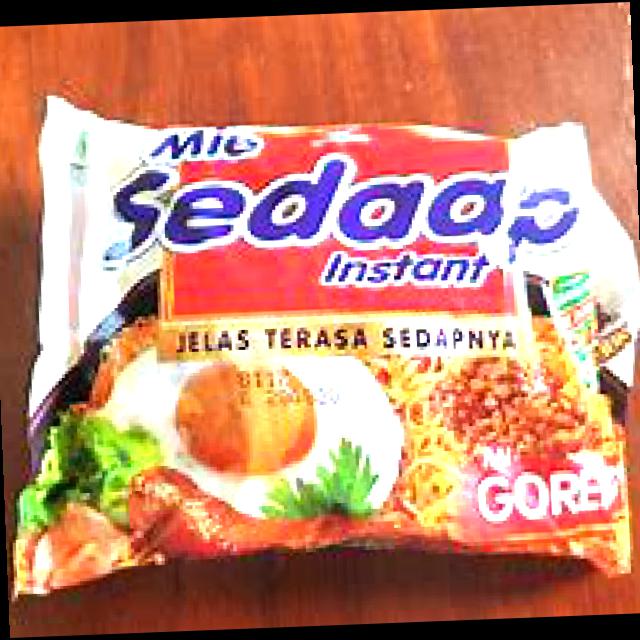 Mie
Sedaap
Instant
JELAS TERASA SEDAPNYA
GORENG